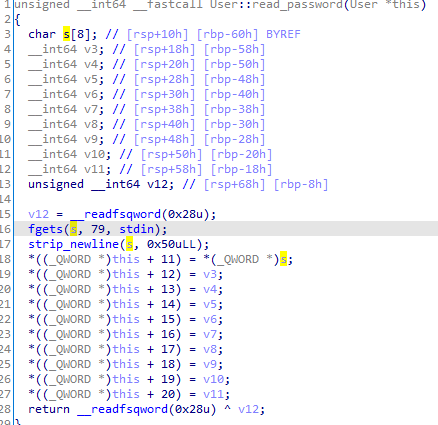 1 unsigned __int64 __fastcall User::read_password(User *this)
2 {
3 char s[8]; // [rsp+10h] [rbp-60h] BYREF
4 __int64 v3; // [rsp+18h] [rbp-58h]
5 __int64 v4; // [rsp+20h] [rbp-50h]
6 __int64 v5; // [rsp+28h] [rbp-48h]
7 __int64 v6; // [rsp+30h] [rbp-40h]
8 __int64 v7; // [rsp+38h] [rbp-38h]
9 __int64 v8; // [rsp+40h] [rbp-30h]
10 __int64 v9; // [rsp+48h] [rbp-28h]
11 __int64 v10; // [rsp+50h] [rbp-20h]
12 __int64 v11; // [rsp+58h] [rbp-18h]
13 unsigned __int64 v12; // [rsp+68h] [rbp-8h]
14
15 v12 = __readfsqword(0x28u);
16 fgets(s, 79, stdin);
17 strip_newline(s, 0x50uLL);
18 *((_QWORD *)this + 11) = *(_QWORD *)s;
19 *((_QWORD *)this + 12) = v3;
20 *((_QWORD *)this + 13) = v4;
21 *((_QWORD *)this + 14) = v5;
22 *((_QWORD *)this + 15) = v6;
23 *((_QWORD *)this + 16) = v7;
24 *((_QWORD *)this + 17) = v8;
25 *((_QWORD *)this + 18) = v9;
26 *((_QWORD *)this + 19) = v10;
27 *((_QWORD *)this + 20) = v11;
28 return __readfsqword(0x28u) ^ v12;
29 }